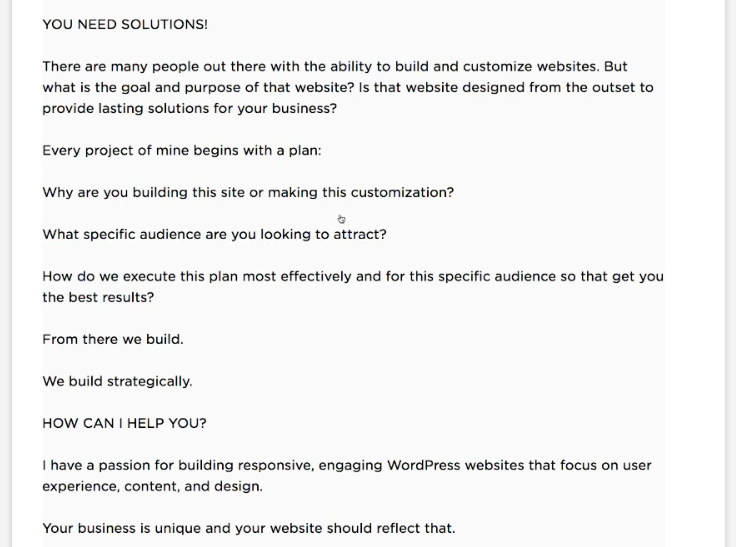 YOU NEED SOLUTIONS!
There are many people out there with the ability to build and customize websites. But
what is the goal and purpose of that website? Is that website designed from the outset to
provide lasting solutions for your business?
Every project of mine begins with a plan:
Why are you building this site or making this customization?
What specific audience are you looking to attract?
How do we execute this plan most effectively and for this specific audience so that get you
the best results?
From there we build.
We build strategically.
HOW CAN I HELP YOU?
I have a passion for building responsive, engaging WordPress websites that focus on user
experience, content, and design.
Your business is unique and your website should reflect that.